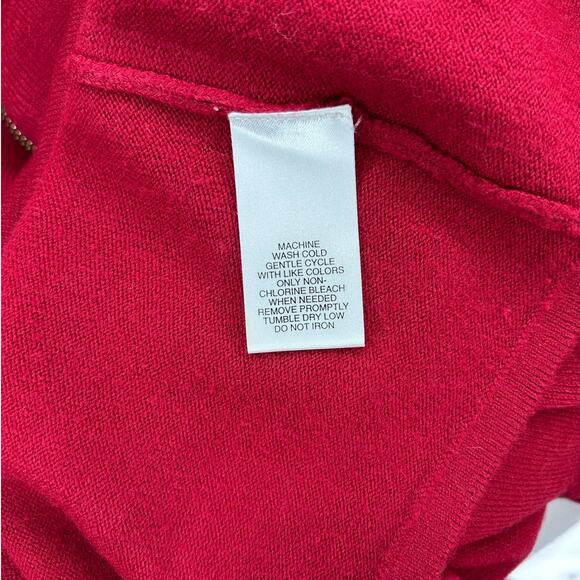 MACHINE
WASH COLD
GENTLE CYCLE
WITH LIKE COLORS
ONLY NON-
CHLORINE BLEACH
WHEN NEEDED
REMOVE PROMPTLY
TUMBLE DRY LOW
DO NOT IRON